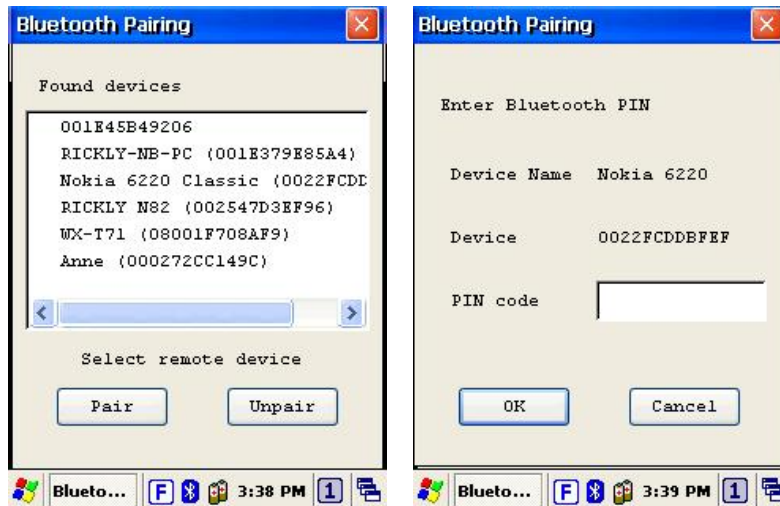 Bluetooth Pairing
Found devices
001E45B49206
RICKLY-NB-PC (001E379E85A4)
Nokia 6220 Classic (0022FCDD
RICKLY N82 (002547D3EF96)
WX-T71 (08001F708AF9)
Anne (000272CC149C)
Select remote device
Pair Unpair
Blueto... F 3:38 PM 1
Bluetooth Pairing
Enter Bluetooth PIN
Device Name Nokia 6220
Device 0022FCDDBFEF
PIN code
OK Cancel
Blueto... F 3:39 PM 1